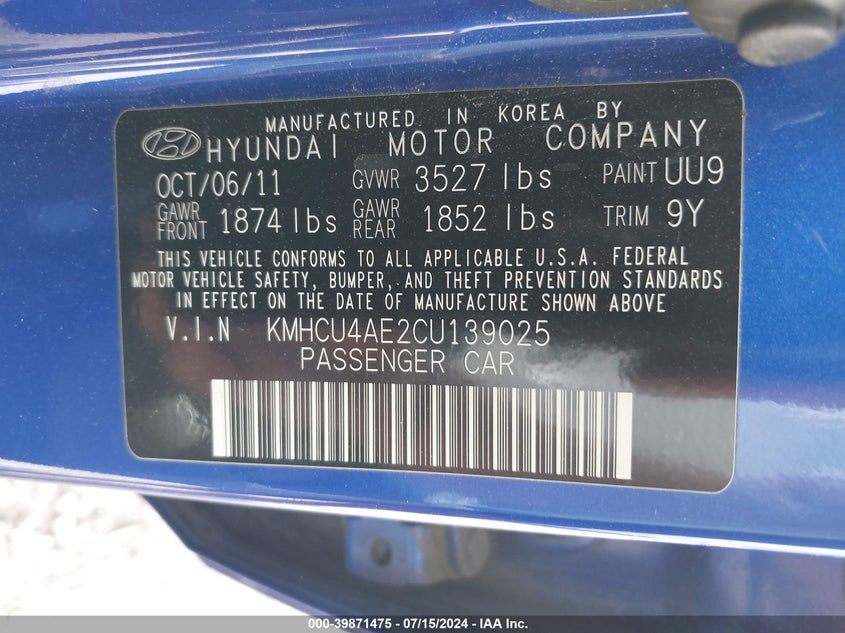 MANUFACTURED IN KOREA BY
HYUNDAI MOTOR COMPANY
OCT/06/11 GVWR 3527 lbs PAINT UU9
GAWR FRONT 1874 lbs GAWR REAR 1852 lbs TRIM 9Y
THIS VEHICLE CONFORMS TO ALL APPLICABLE U.S.A. FEDERAL
MOTOR VEHICLE SAFETY, BUMPER, AND THEFT PREVENTION STANDARDS
IN EFFECT ON THE DATE OF MANUFACTURE SHOWN ABOVE
V.I.N KMHCU4AE2CU139025
PASSENGER CAR
000-39871475 - 07/15/2024 - IAA Inc.